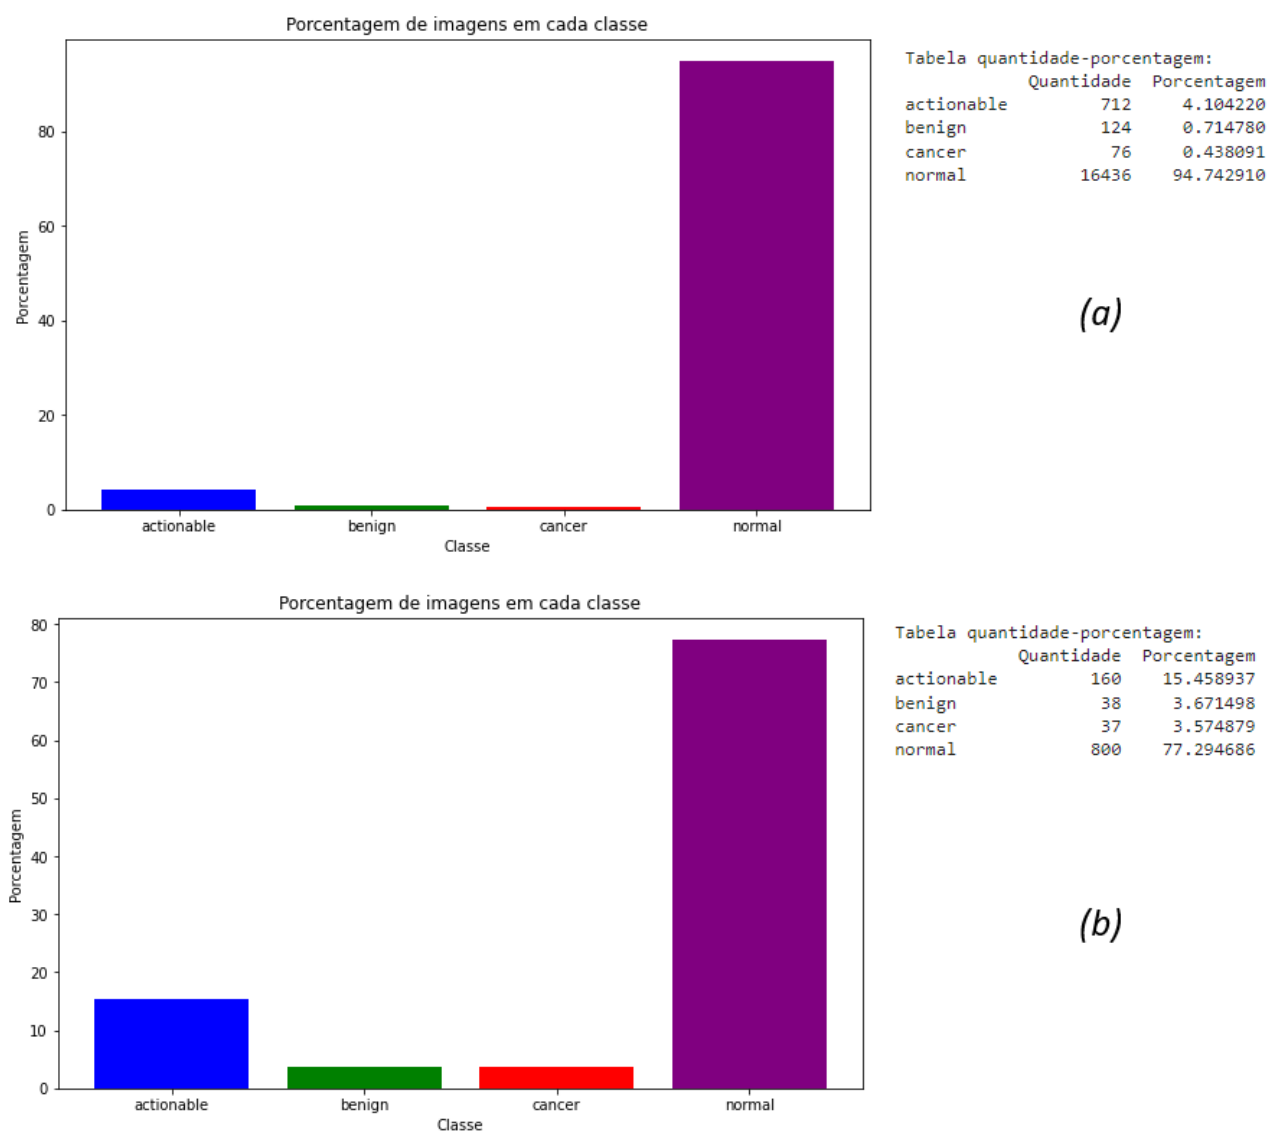 Porcentagem de imagens em cada classe
Porcentagem
80
60
40
20
0
actionable benign cancer normal
Classe
Tabela quantidade-porcentagem:
Quantidade Porcentagem
actionable 712 4.104220
benign 124 0.714780
cancer 76 0.438091
normal 16436 94.742910
(a)
Porcentagem de imagens em cada classe
Porcentagem
80
70
60
50
40
30
20
10
0
actionable benign cancer normal
Classe
Tabela quantidade-porcentagem:
Quantidade Porcentagem
actionable 160 15.458937
benign 38 3.671498
cancer 37 3.574879
normal 800 77.294686
(b)